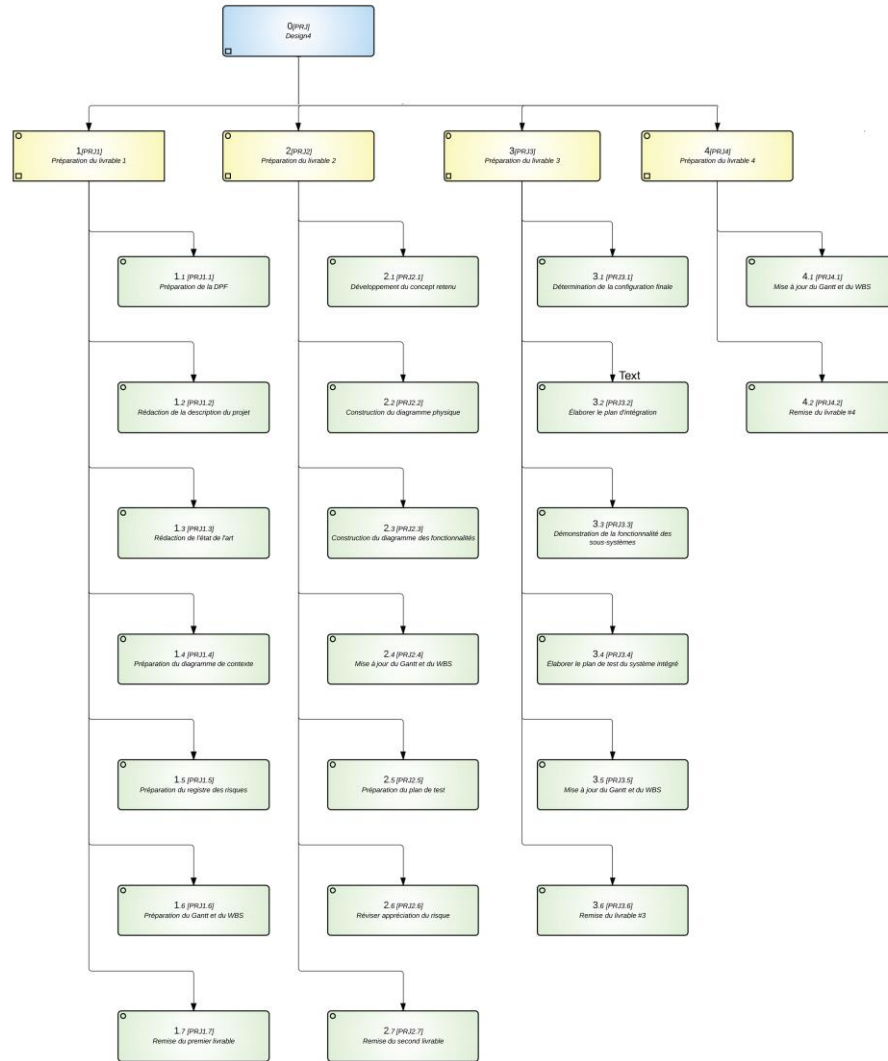 0[PRJ]
Design4
1[PRJ1]
Préparation du livrable 1
2[PRJ2]
Préparation du livrable 2
3[PRJ3]
Préparation du livrable 3
4[PRJ4]
Préparation du livrable 4
1.1 [PRJ1.1]
Préparation de la DPF
1.2 [PRJ1.2]
Rédaction de la description du projet
1.3 [PRJ1.3]
Rédaction de l'état de l'art
1.4 [PRJ1.4]
Préparation du diagramme de contexte
1.5 [PRJ1.5]
Préparation du registre des risques
1.6 [PRJ1.6]
Préparation du Gantt et du WBS
1.7 [PRJ1.7]
Remise du premier livrable
2.1 [PRJ2.1]
Développement du concept retenu
2.2 [PRJ2.2]
Construction du diagramme physique
2.3 [PRJ2.3]
Construction du diagramme des fonctionnalités
2.4 [PRJ2.4]
Mise à jour du Gantt et du WBS
2.5 [PRJ2.5]
Préparation du plan de test
2.6 [PRJ2.6]
Réviser appréciation du risque
2.7 [PRJ2.7]
Remise du second livrable
3.1 [PRJ3.1]
Détermination de la configuration finale
Text
3.2 [PRJ3.2]
Élaborer le plan d'intégration
3.3 [PRJ3.3]
Démonstration de la fonctionnalité des
sous-systèmes
3.4 [PRJ3.4]
Élaborer le plan de test du système intégré
3.5 [PRJ3.5]
Mise à jour du Gantt et du WBS
3.6 [PRJ3.6]
Remise du livrable #3
4.1 [PRJ4.1]
Mise à jour du Gantt et du WBS
4.2 [PRJ4.2]
Remise du livrable #4